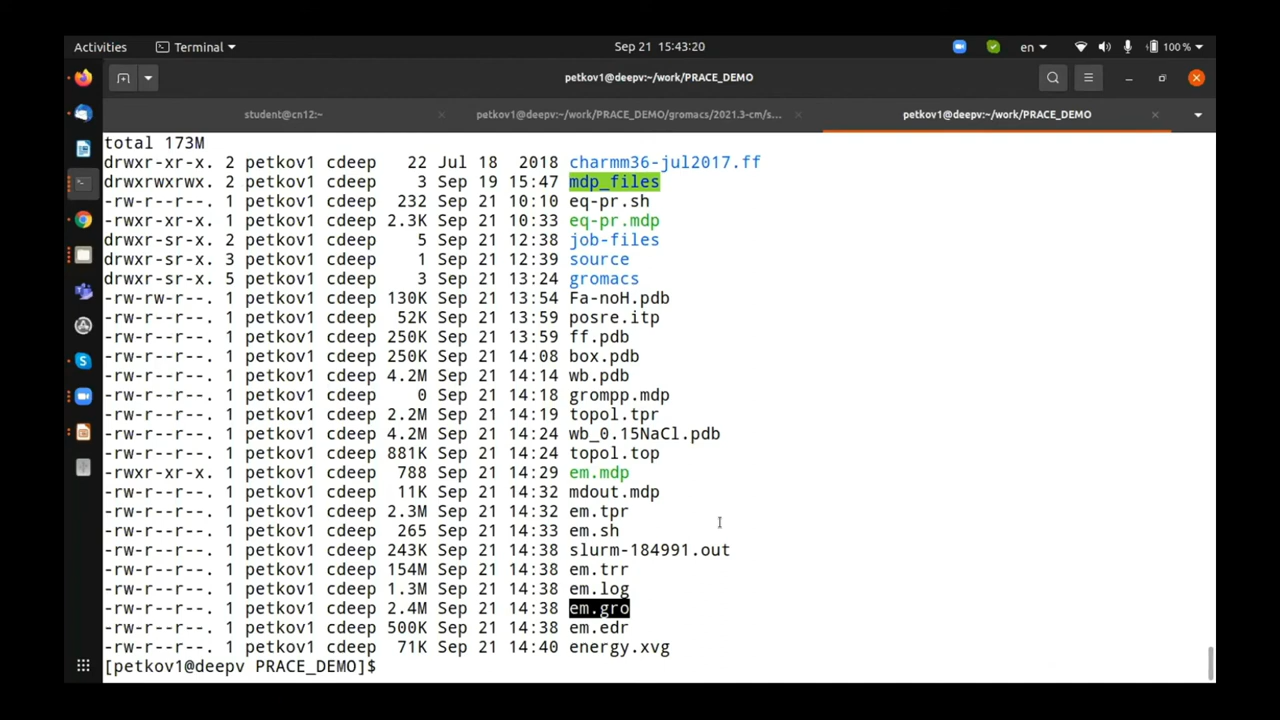 Activities Terminal Sep 21 15:43:20 en 100 %
petkov1@deepv:~/work/PRACE_DEMO
student@cn12:~ petkov1@deepv:~/work/PRACE_DEMO/gromacs/2021.3-cm/s... petkov1@deepv:~/work/PRACE_DEMO
total 173M
drwxr-xr-x. 2 petkov1 cdeep 22 Jul 18 2018 charmm36-jul2017.ff
drwxrwxrwx. 2 petkov1 cdeep 3 Sep 19 15:47 mdp_files
-rw-r--r--. 1 petkov1 cdeep 232 Sep 21 10:10 eq-pr.sh
-rwxr-xr-x. 1 petkov1 cdeep 2.3K Sep 21 10:33 eq-pr.mdp
drwxr-sr-x. 2 petkov1 cdeep 5 Sep 21 12:38 job-files
drwxr-sr-x. 3 petkov1 cdeep 1 Sep 21 12:39 source
drwxr-sr-x. 5 petkov1 cdeep 3 Sep 21 13:24 gromacs
-rw-rw-r--. 1 petkov1 cdeep 130K Sep 21 13:54 Fa-noH.pdb
-rw-r--r--. 1 petkov1 cdeep 52K Sep 21 13:59 posre.itp
-rw-r--r--. 1 petkov1 cdeep 250K Sep 21 13:59 ff.pdb
-rw-r--r--. 1 petkov1 cdeep 250K Sep 21 14:08 box.pdb
-rw-r--r--. 1 petkov1 cdeep 4.2M Sep 21 14:14 wb.pdb
-rw-r--r--. 1 petkov1 cdeep 0 Sep 21 14:18 grompp.mdp
-rw-r--r--. 1 petkov1 cdeep 2.2M Sep 21 14:19 topol.tpr
-rw-r--r--. 1 petkov1 cdeep 4.2M Sep 21 14:24 wb_0.15NaCl.pdb
-rw-r--r--. 1 petkov1 cdeep 881K Sep 21 14:24 topol.top
-rwxr-xr-x. 1 petkov1 cdeep 788 Sep 21 14:29 em.mdp
-rw-r--r--. 1 petkov1 cdeep 11K Sep 21 14:32 mdout.mdp
-rw-r--r--. 1 petkov1 cdeep 2.3M Sep 21 14:32 em.tpr
-rw-r--r--. 1 petkov1 cdeep 265 Sep 21 14:33 em.sh
-rw-r--r--. 1 petkov1 cdeep 243K Sep 21 14:38 slurm-184991.out
-rw-r--r--. 1 petkov1 cdeep 154M Sep 21 14:38 em.trr
-rw-r--r--. 1 petkov1 cdeep 1.3M Sep 21 14:38 em.log
-rw-r--r--. 1 petkov1 cdeep 2.4M Sep 21 14:38 em.gro
-rw-r--r--. 1 petkov1 cdeep 500K Sep 21 14:38 em.edr
-rw-r--r--. 1 petkov1 cdeep 71K Sep 21 14:40 energy.xvg
[petkov1@deepv PRACE_DEMO]$